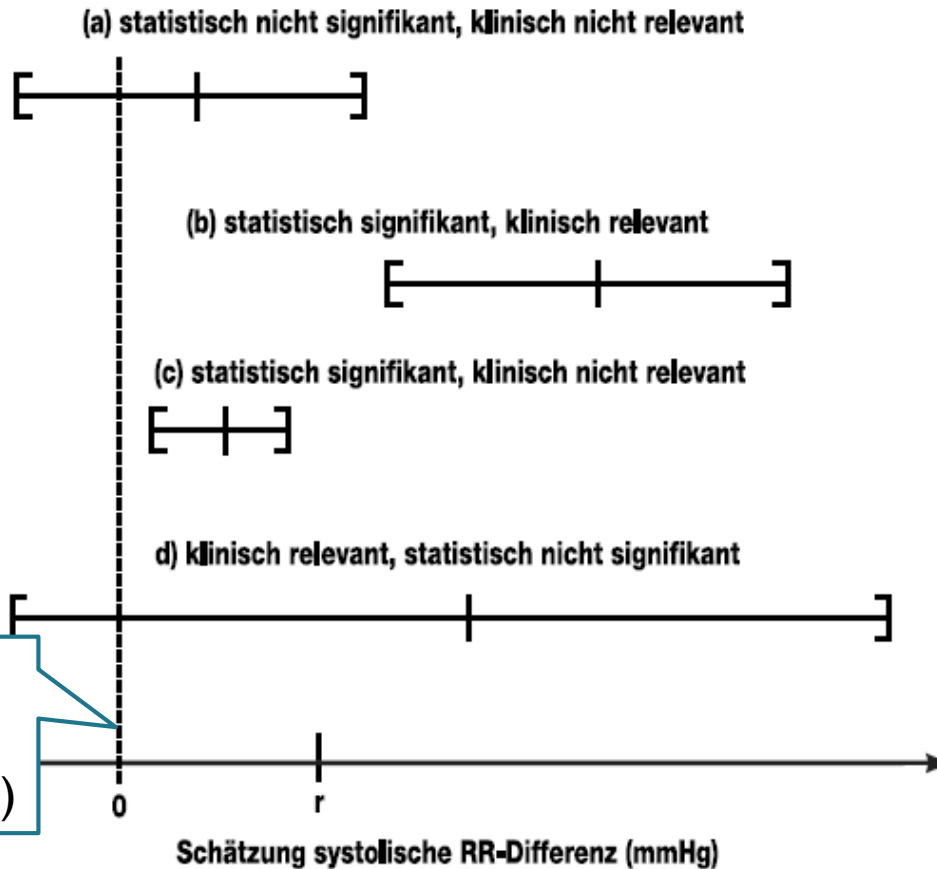 (a) statistisch nicht signifikant, klinisch nicht relevant
(b) statistisch signifikant, klinisch relevant
(c) statistisch signifikant, klinisch nicht relevant
d) klinisch relevant, statistisch nicht signifikant
)
0 r
Schätzung systolische RR-Differenz (mmHg)